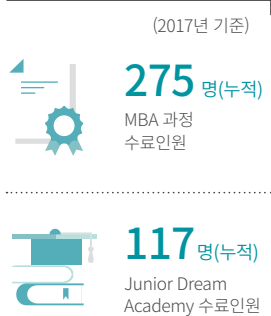 (2017년 기준)
275 명(누적)
MBA 과정
수료인원
117 명(누적)
Junior Dream
Academy 수료인원